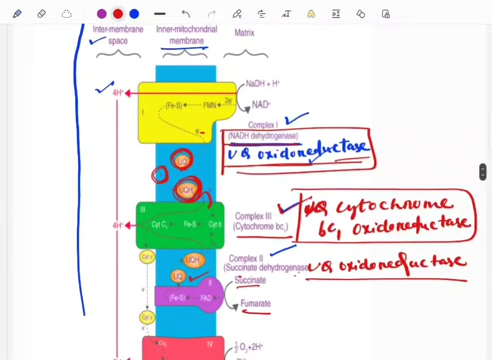 Inter-membrane Inner-mitochondrial Matrix
space membrane
4H⁺
NADH + H⁺
(Fe-S) FMN 2e⁻
NAD⁺
I
Complex I
e⁻
(NADH dehydrogenase)
UQ oxidoreductase
UQ
UQH
III
Complex III
4H⁺ Cyt C₁ Fe-S Cyt b
(Cytochrome bc₁)
UQ Cytochrome
bc₁ oxidoreductase
Cyt c
UQH
Complex II
(Succinate dehydrogenase)
UQ oxidoreductase
UQ
II
Succinate
(Fe-S) FAD
Fumarate
Cyt c
IV
½ O₂+2H⁺